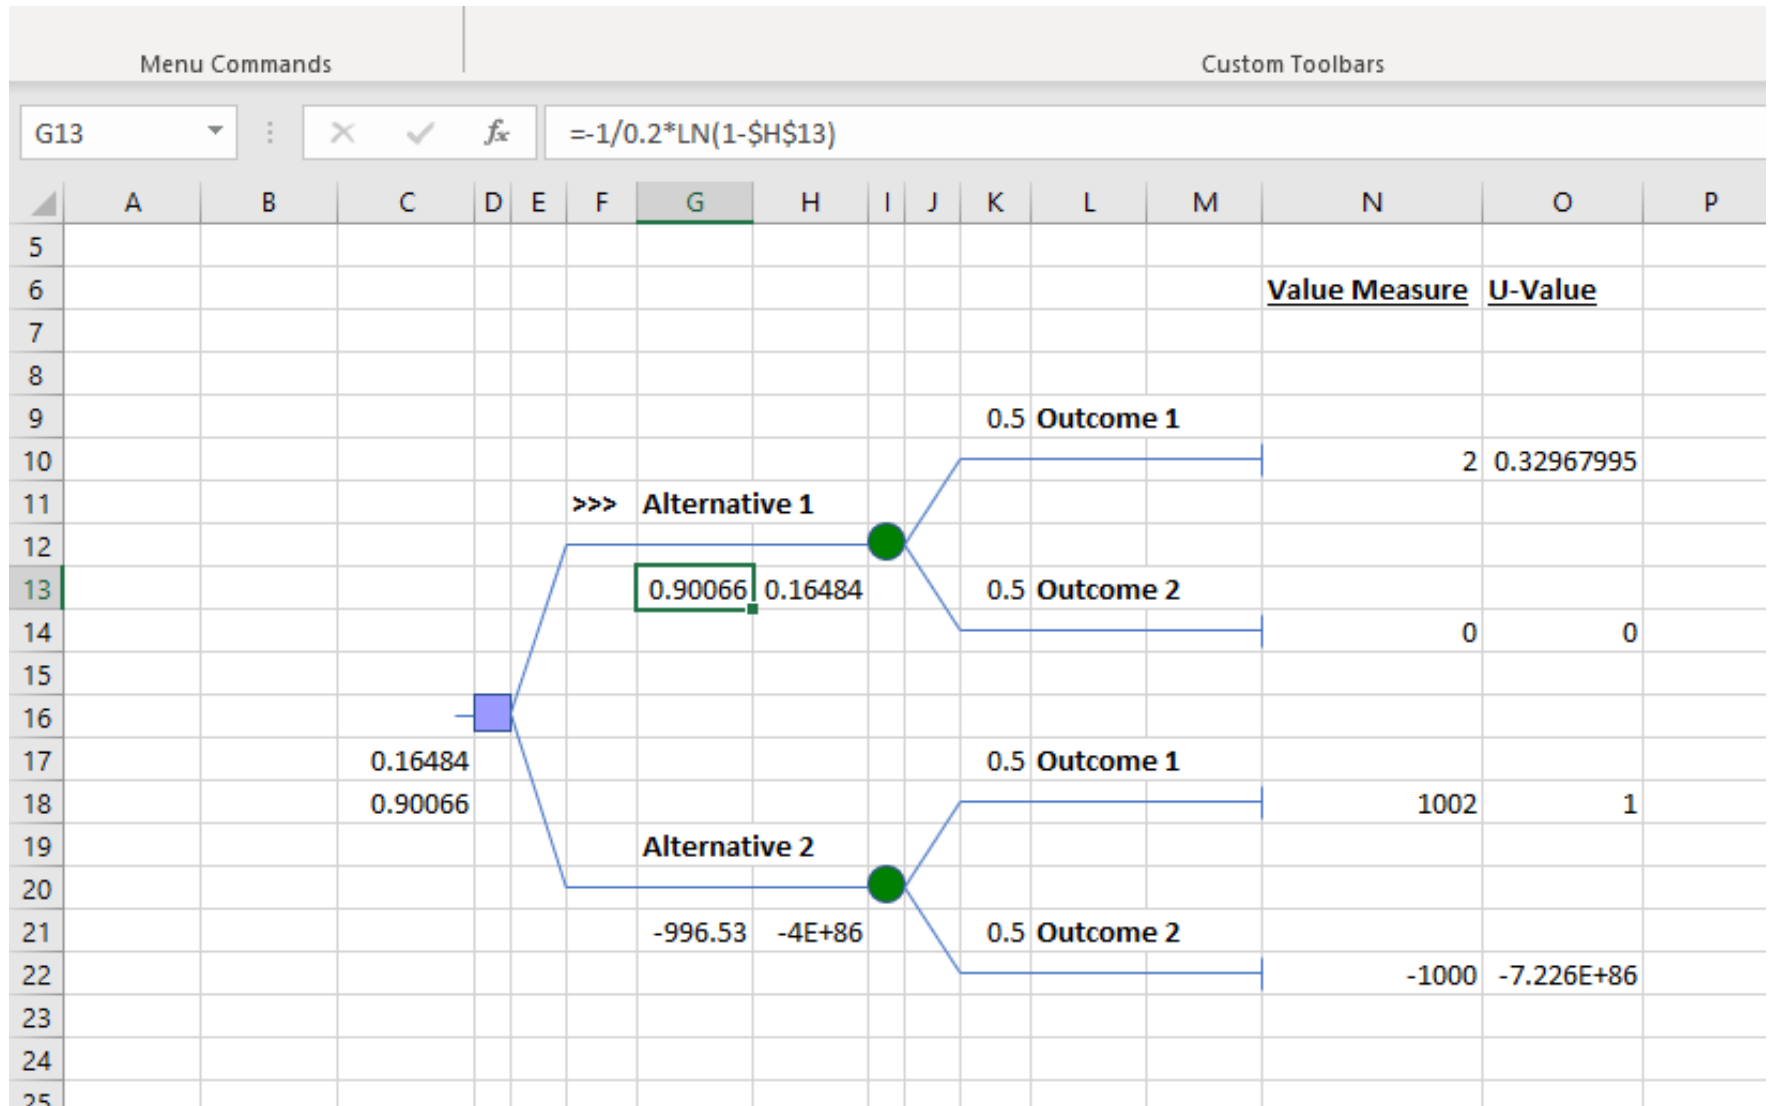 Menu Commands Custom Toolbars
G13 fx =-1/0.2*LN(1-$H$13)
A B C D E F G H I J K L M N O P
5
6 Value Measure U-Value
7
8
9 0.5 Outcome 1
10 2 0.32967995
11 >>> Alternative 1
12
13 0.90066 0.16484 0.5 Outcome 2
14 0 0
15
16
17 0.16484 0.5 Outcome 1
18 0.90066 1002 1
19 Alternative 2
20
21 -996.53 -4E+86 0.5 Outcome 2
22 -1000 -7.226E+86
23
24
25